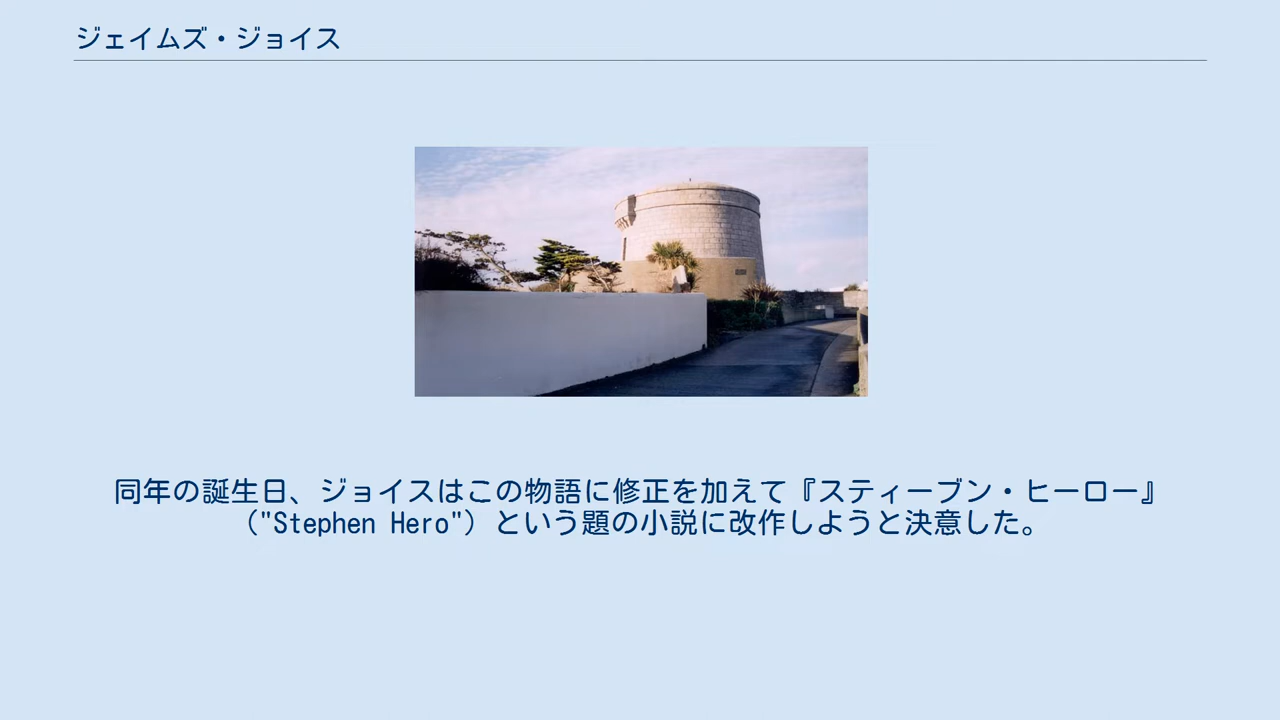 ジェイムズ・ジョイス
同年の誕生日、ジョイスはこの物語に修正を加えて『スティーブン・ヒーロー』
（"Stephen Hero"）という題の小説に改作しようと決意した。